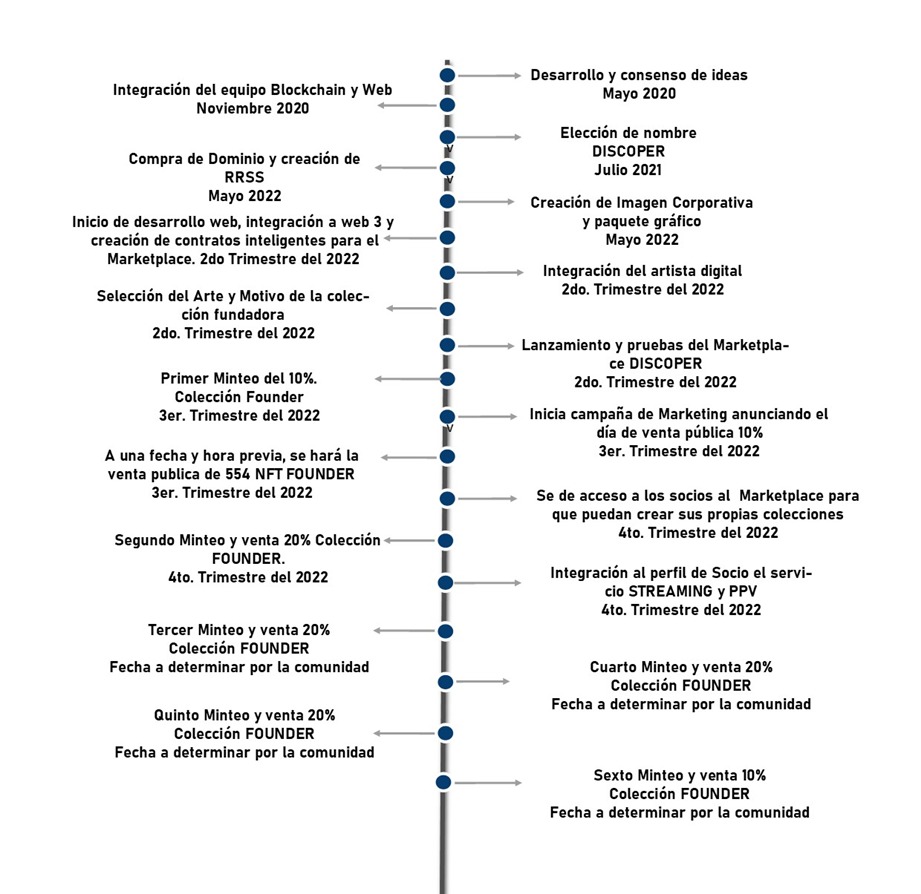 Desarrollo y consenso de ideas
Mayo 2020
Integración del equipo Blockchain y Web
Noviembre 2020
Elección de nombre
DISCOPER
Julio 2021
v
Compra de Dominio y creación de
RRSS
Mayo 2022
v
Creación de Imagen Corporativa
y paquete gráfico
Mayo 2022
Inicio de desarrollo web, integración a web 3 y
creación de contratos inteligentes para el
Marketplace. 2do Trimestre del 2022
Integración del artista digital
2do. Trimestre del 2022
Selección del Arte y Motivo de la colec-
ción fundadora
2do. Trimestre del 2022
Lanzamiento y pruebas del Marketpla-
ce DISCOPER
2do. Trimestre del 2022
Primer Minteo del 10%.
Colección Founder
3er. Trimestre del 2022
Inicia campaña de Marketing anunciando el
día de venta pública 10%
3er. Trimestre del 2022
v
A una fecha y hora previa, se hará la
venta publica de 554 NFT FOUNDER
3er. Trimestre del 2022
Se de acceso a los socios al Marketplace para
que puedan crear sus propias colecciones
4to. Trimestre del 2022
Segundo Minteo y venta 20% Colección
FOUNDER.
4to. Trimestre del 2022
Integración al perfil de Socio el servi-
cio STREAMING y PPV
4to. Trimestre del 2022
Tercer Minteo y venta 20%
Colección FOUNDER
Fecha a determinar por la comunidad
Cuarto Minteo y venta 20%
Colección FOUNDER
Fecha a determinar por la comunidad
Quinto Minteo y venta 20%
Colección FOUNDER
Fecha a determinar por la comunidad
Sexto Minteo y venta 10%
Colección FOUNDER
Fecha a determinar por la comunidad